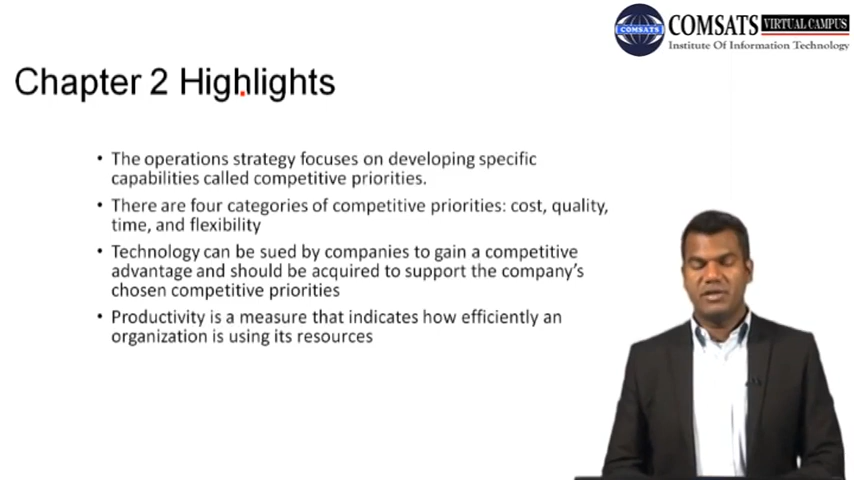 COMSATS VIRTUAL CAMPUS
COMSATS
Institute Of Information Technology
Chapter 2 Highlights
• The operations strategy focuses on developing specific
capabilities called competitive priorities.
• There are four categories of competitive priorities: cost, quality,
time, and flexibility
• Technology can be sued by companies to gain a competitive
advantage and should be acquired to support the company’s
chosen competitive priorities
• Productivity is a measure that indicates how efficiently an
organization is using its resources